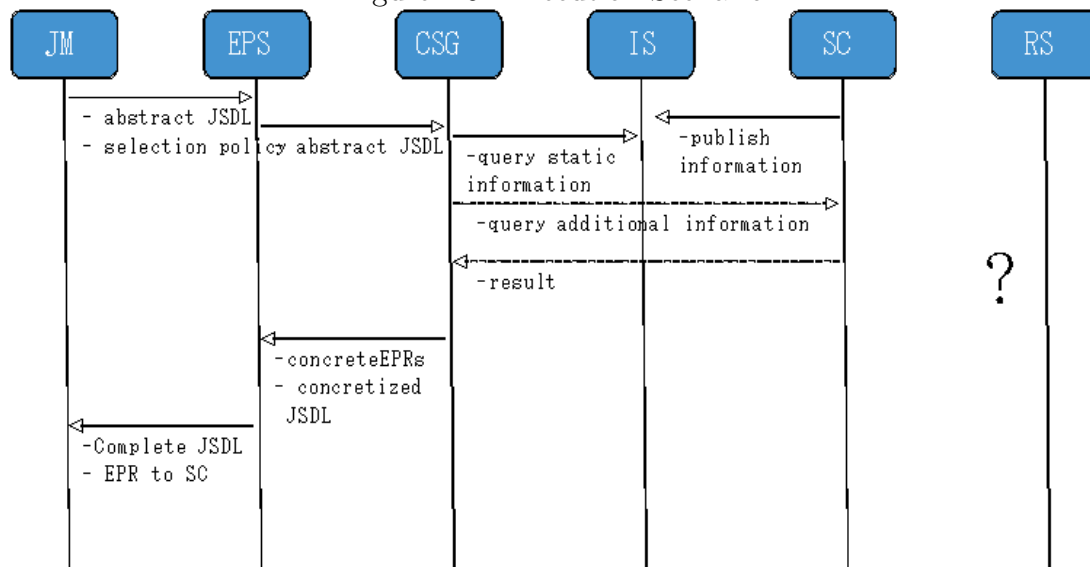 JM
EPS
CSG
IS
SC
RS
- abstract JSDL
- selection policy
- abstract JSDL
-query static
information
-publish
information
-query additional information
-result
?
-concreteEPRs
- concretized
JSDL
-Complete JSDL
- EPR to SC